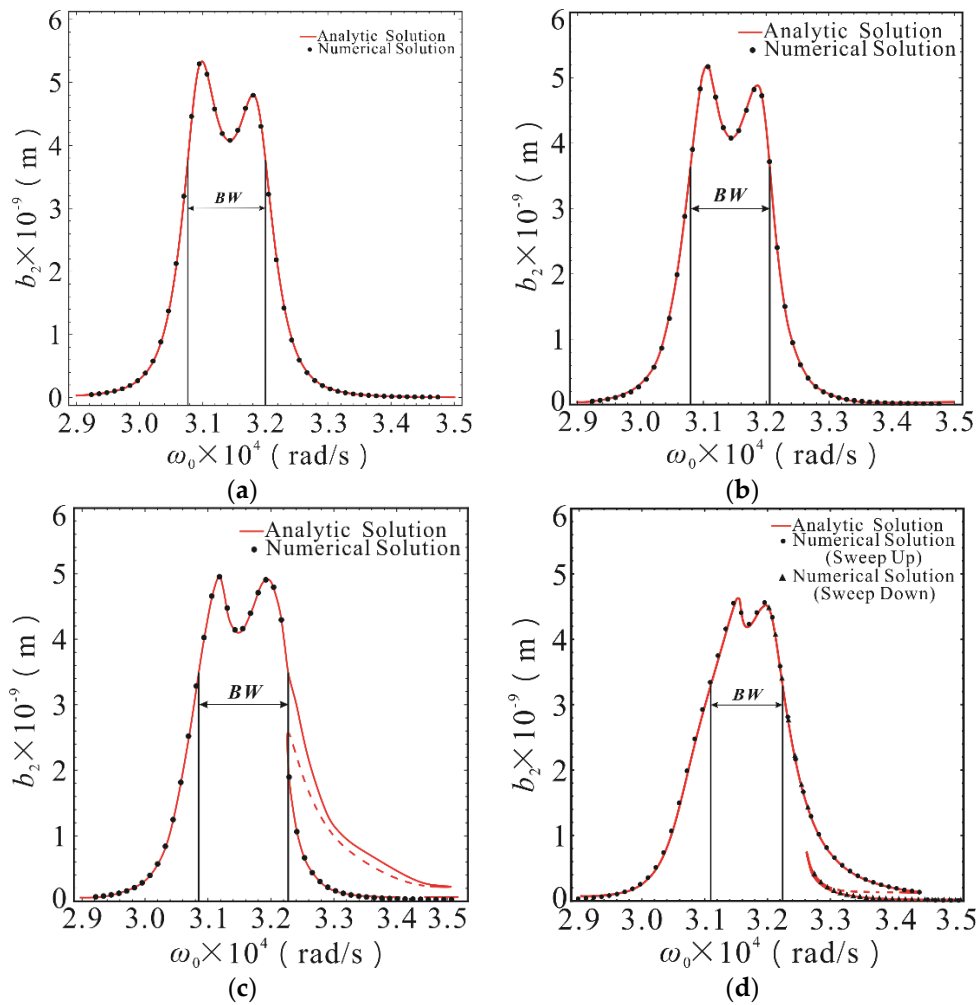 6
5
4
3
2
1
0
b₂×10⁻⁹ ( m )
Analytic Solution
Numerical Solution
BW
2.9 3.0 3.1 3.2 3.3 3.4 3.5
ω₀×10⁴ ( rad/s )
(a)
6
5
4
3
2
1
0
b₂×10⁻⁹ ( m )
Analytic Solution
Numerical Solution
BW
2.9 3.0 3.1 3.2 3.3 3.4 3.5
ω₀×10⁴ ( rad/s )
(b)
6
5
4
3
2
1
0
b₂×10⁻⁹ ( m )
Analytic Solution
Numerical Solution
BW
2.9 3.0 3.1 3.2 3.3 3.4 3.5
ω₀×10⁴ ( rad/s )
(c)
6
5
4
3
2
1
0
b₂×10⁻⁹ ( m )
Analytic Solution
Numerical Solution
(Sweep Up)
Numerical Solution
(Sweep Down)
BW
2.9 3.0 3.1 3.2 3.3 3.4 3.5
ω₀×10⁴ ( rad/s )
(d)